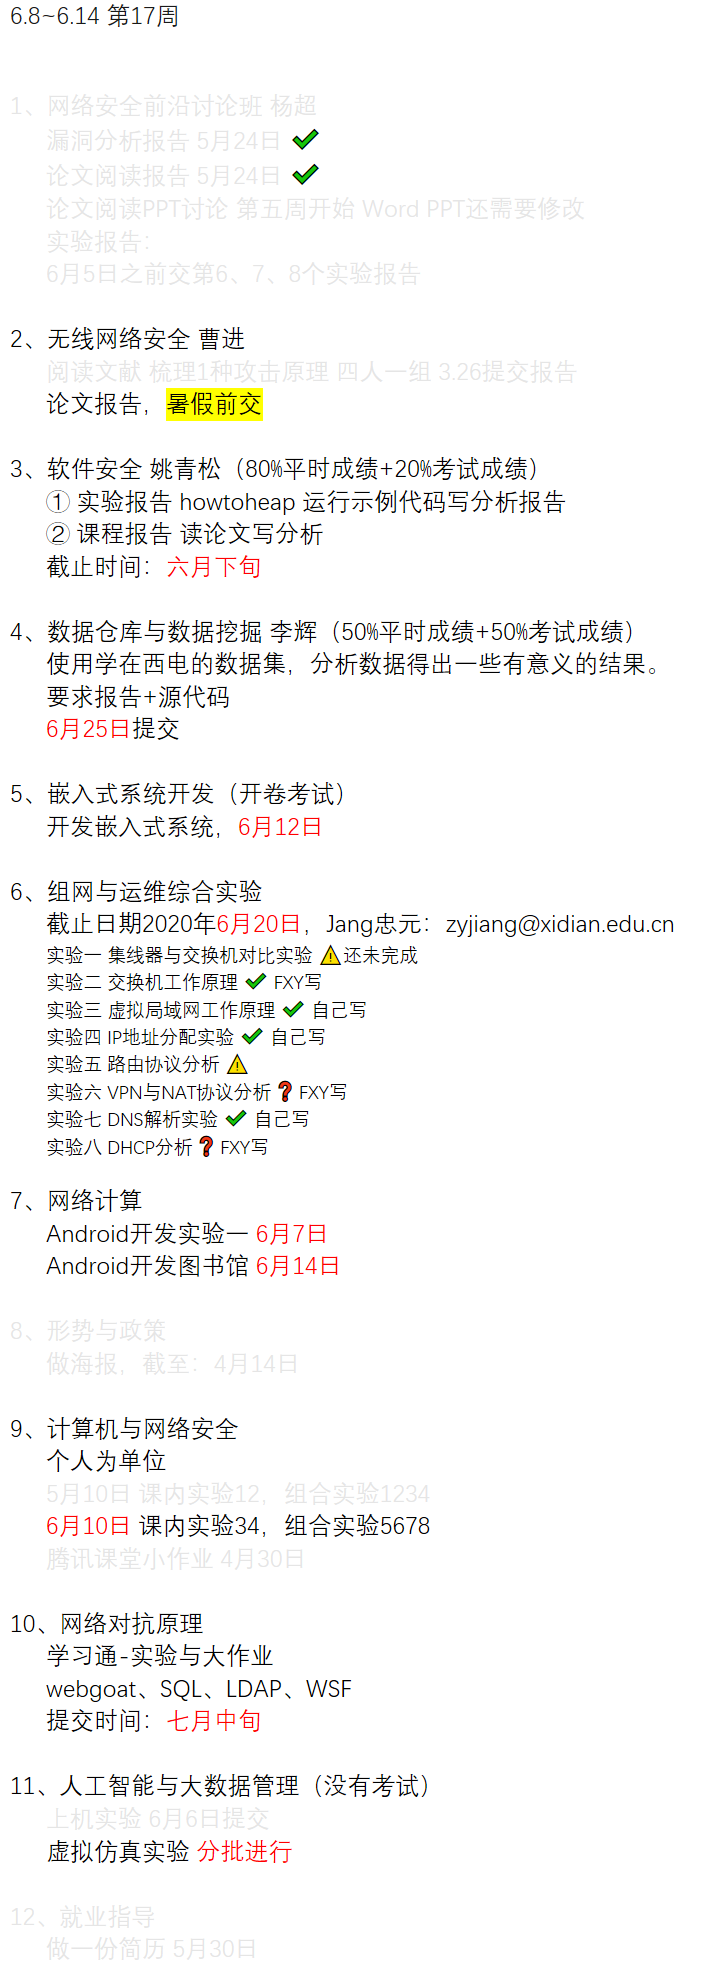 6.8~6.14 第17周
1、网络安全前沿讨论班 杨超
漏洞分析报告 5月24日 ✔
论文阅读报告 5月24日 ✔
论文阅读PPT讨论 第五周开始 Word PPT还需要修改
实验报告：
6月5日之前交第6、7、8个实验报告
2、无线网络安全 曹进
阅读文献 梳理1种攻击原理 四人一组 3.26提交报告
论文报告，暑假前交
3、软件安全 姚青松（80%平时成绩+20%考试成绩）
① 实验报告 howtoheap 运行示例代码写分析报告
② 课程报告 读论文写分析
截止时间：六月下旬
4、数据仓库与数据挖掘 李辉（50%平时成绩+50%考试成绩）
使用学在西电的数据集，分析数据得出一些有意义的结果。
要求报告+源代码
6月25日提交
5、嵌入式系统开发（开卷考试）
开发嵌入式系统，6月12日
6、组网与运维综合实验
截止日期2020年6月20日，Jang忠元：zyjiang@xidian.edu.cn
实验一 集线器与交换机对比实验 ⚠还未完成
实验二 交换机工作原理 ✔ FXY写
实验三 虚拟局域网工作原理 ✔ 自己写
实验四 IP地址分配实验 ✔ 自己写
实验五 路由协议分析 ⚠
实验六 VPN与NAT协议分析❓FXY写
实验七 DNS解析实验 ✔ 自己写
实验八 DHCP分析❓FXY写
7、网络计算
Android开发实验一 6月7日
Android开发图书馆 6月14日
8、形势与政策
做海报，截至：4月14日
9、计算机与网络安全
个人为单位
5月10日 课内实验12，组合实验1234
6月10日 课内实验34，组合实验5678
腾讯课堂小作业 4月30日
10、网络对抗原理
学习通-实验与大作业
webgoat、SQL、LDAP、WSF
提交时间：七月中旬
11、人工智能与大数据管理（没有考试）
上机实验 6月6日提交
虚拟仿真实验 分批进行
12、就业指导
做一份简历 5月30日